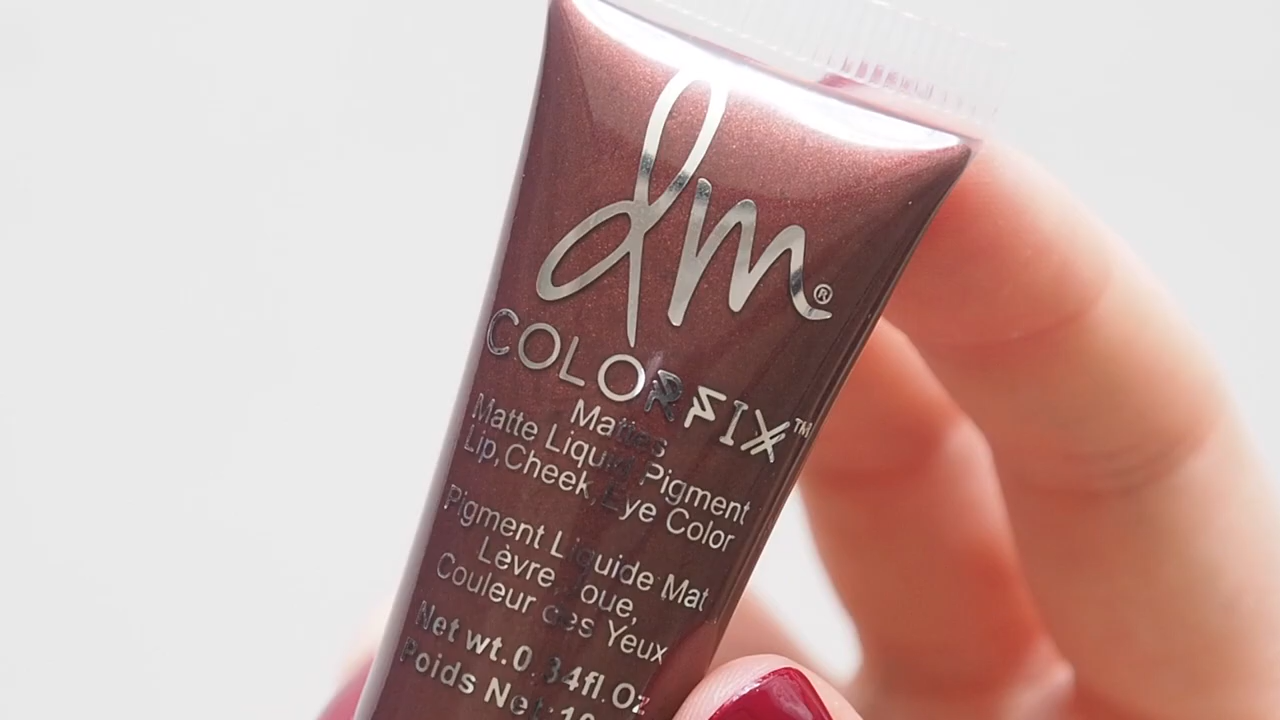 dm®
COLORFIX™
Mattes
Matte Liquid Pigment
Lip, Cheek, Eye Color
Pigment Liquide Mat
Lèvre, Joue,
Couleur des Yeux
Net wt. 0.34fl.Oz
Poids Net